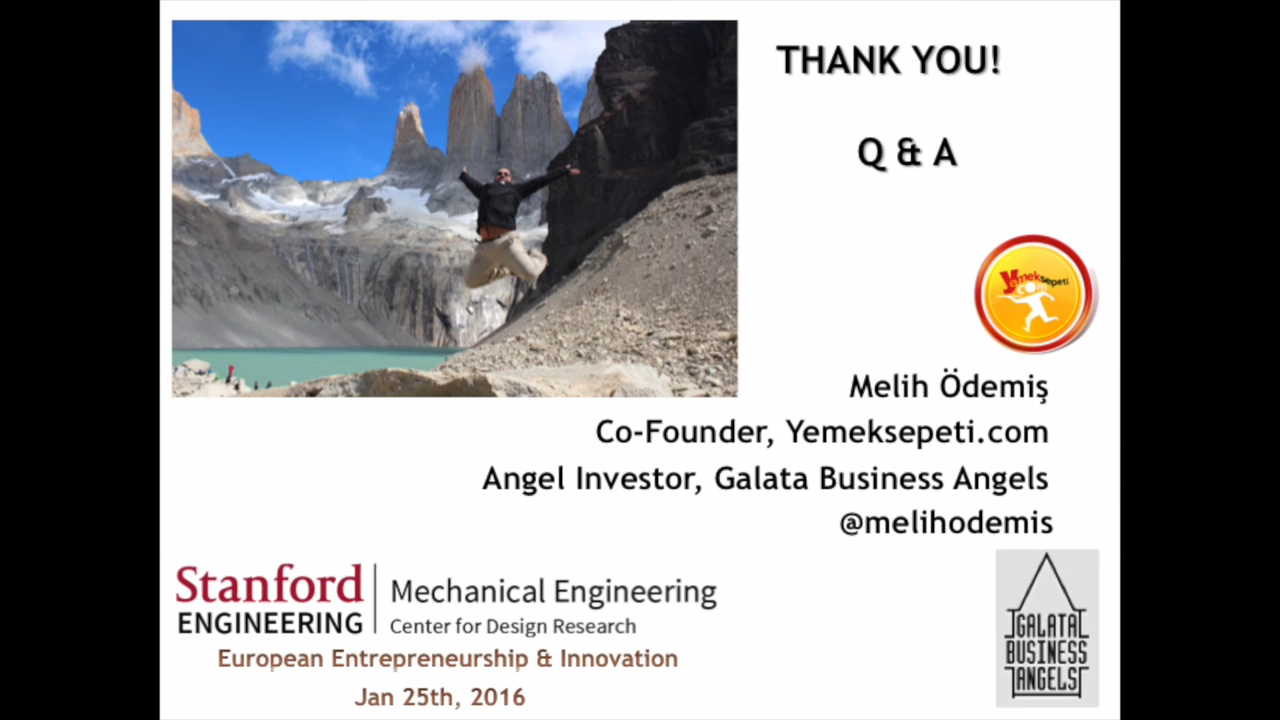 THANK YOU!
Q & A
Yemeksepeti
com
Melih Ödemiş
Co-Founder, Yemeksepeti.com
Angel Investor, Galata Business Angels
@melihodemis
Stanford
ENGINEERING
Mechanical Engineering
Center for Design Research
European Entrepreneurship & Innovation
Jan 25th, 2016
GALATA
BUSINESS
ANGELS